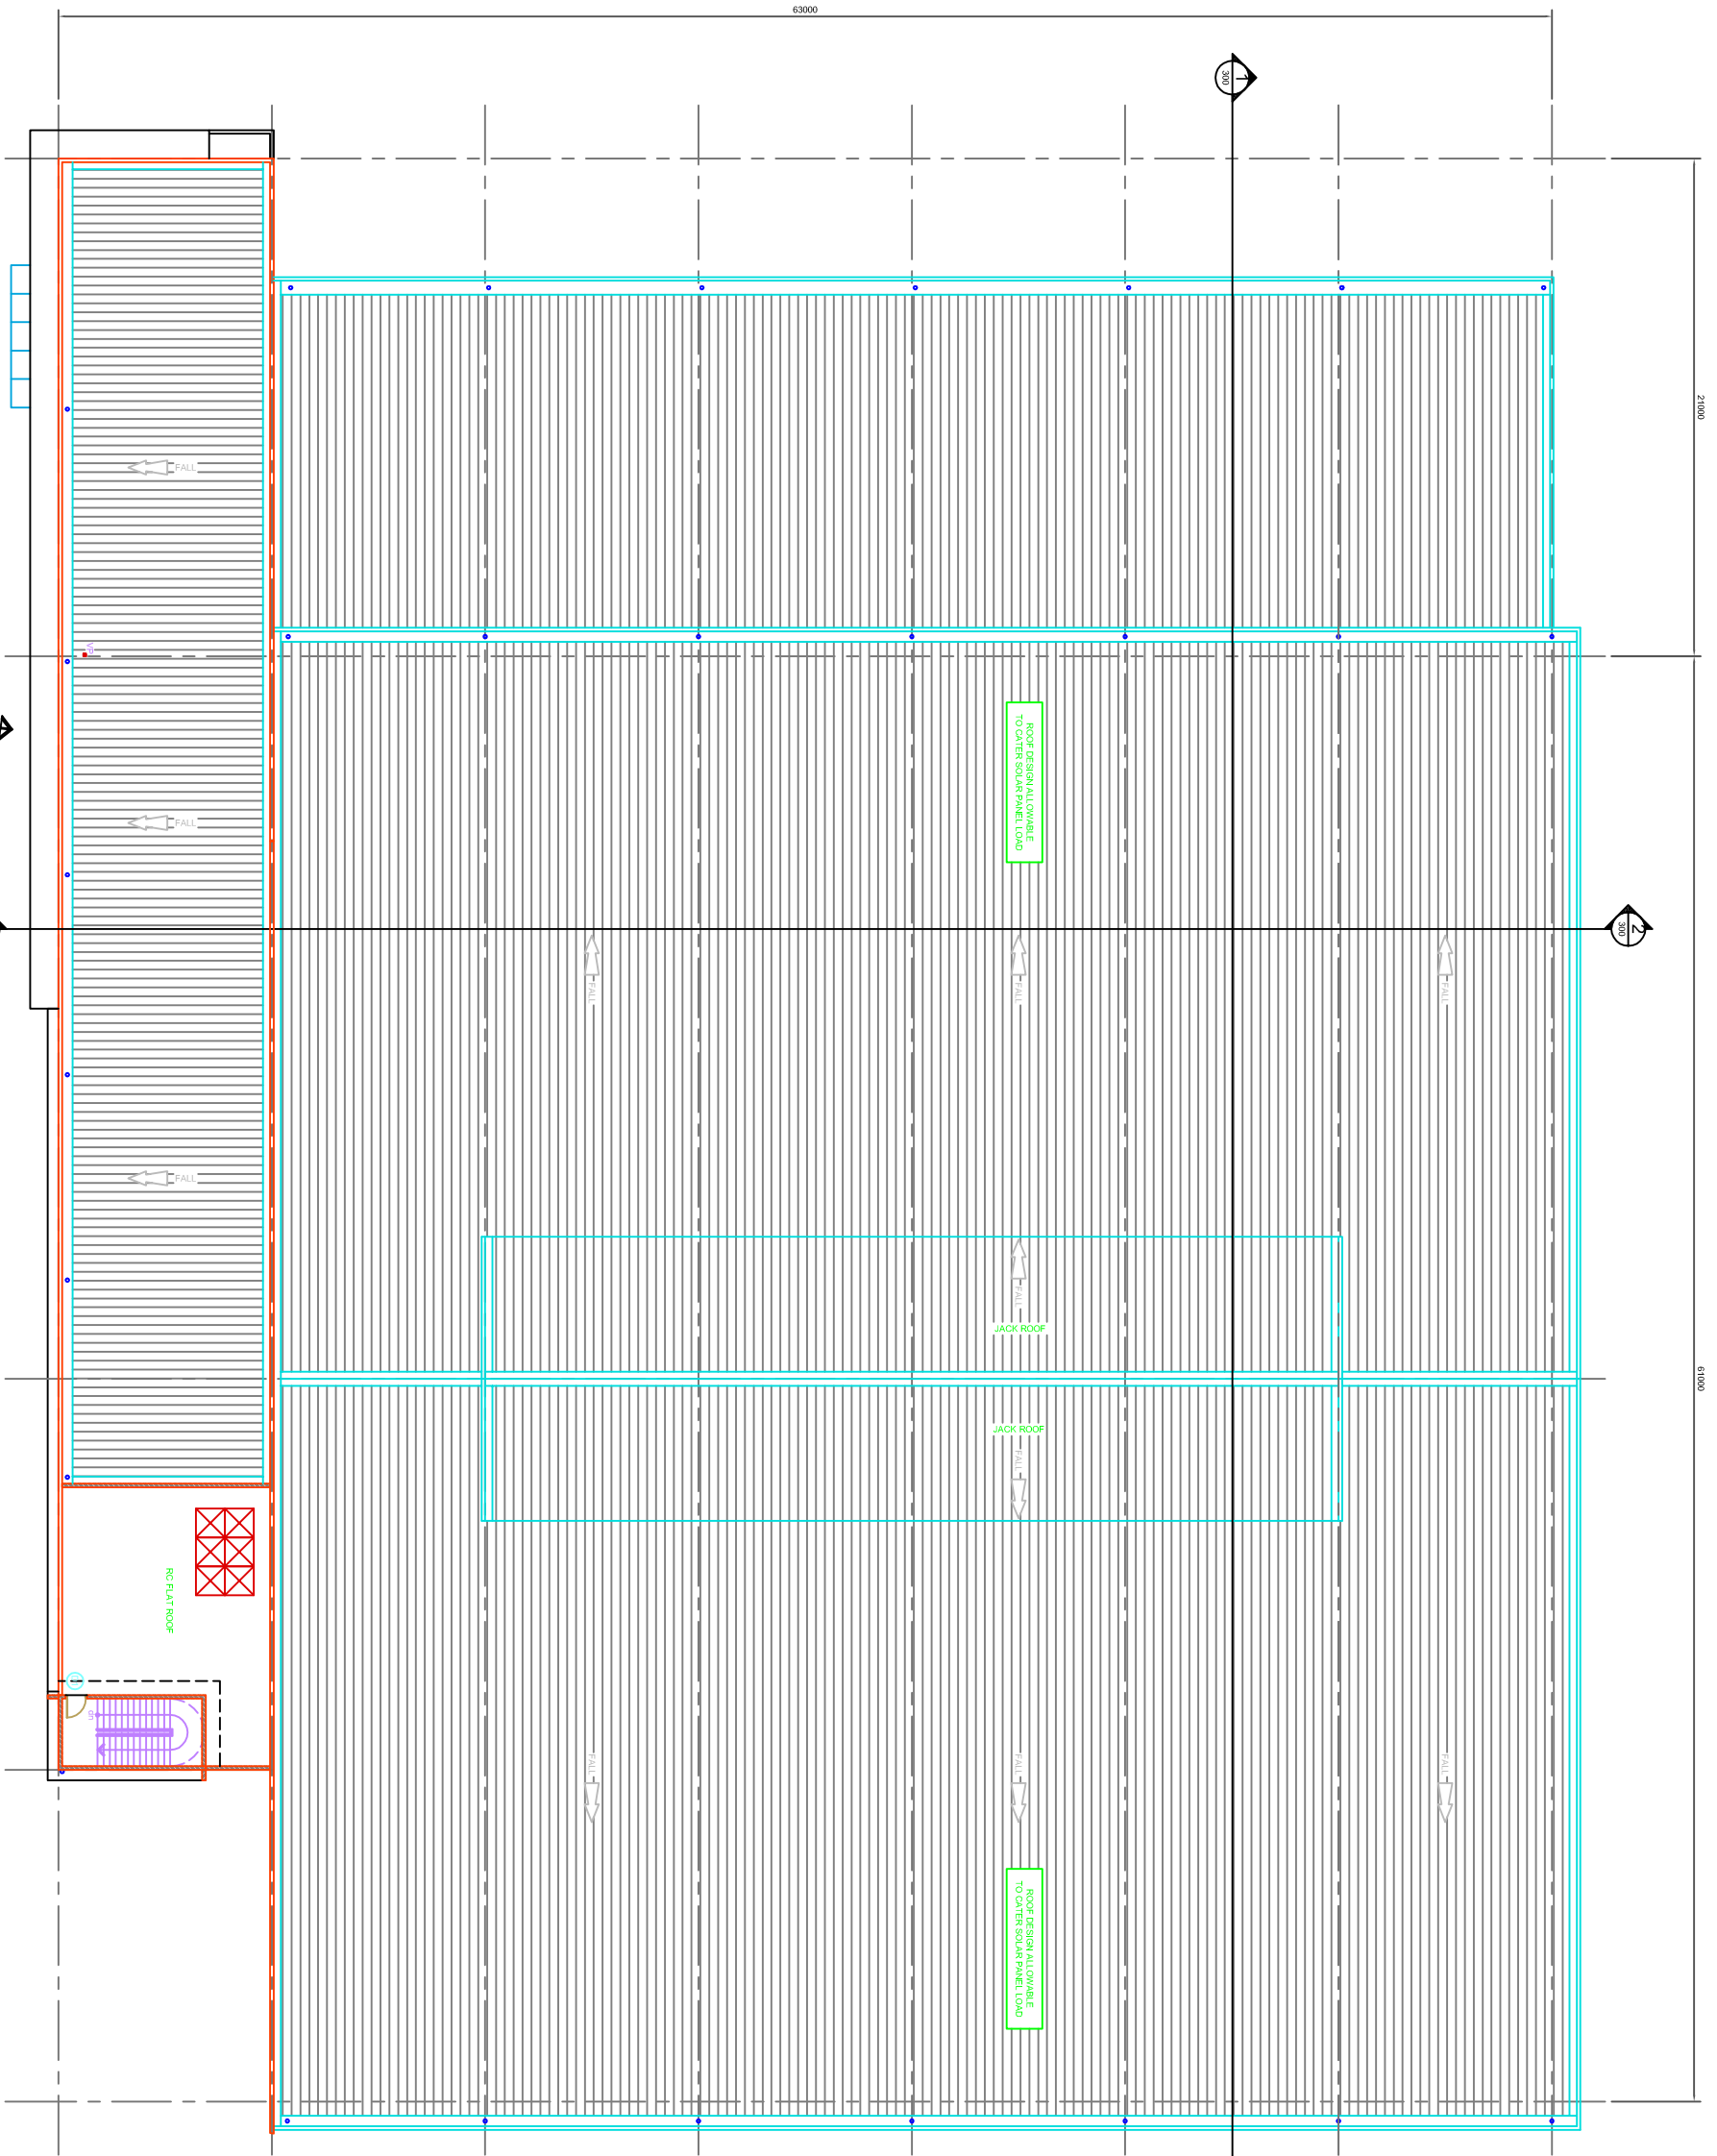 63000
1
300
21000
FALL
VP
ROOF DESIGN ALLOWABLE
TO CATER SOLAR PANEL LOAD
FALL
2
300
FALL
FALL
FALL
FALL
FALL
JACK ROOF
61000
JACK ROOF
FALL
RC FLAT ROOF
FALL
FALL
FALL
ROOF DESIGN ALLOWABLE
TO CATER SOLAR PANEL LOAD